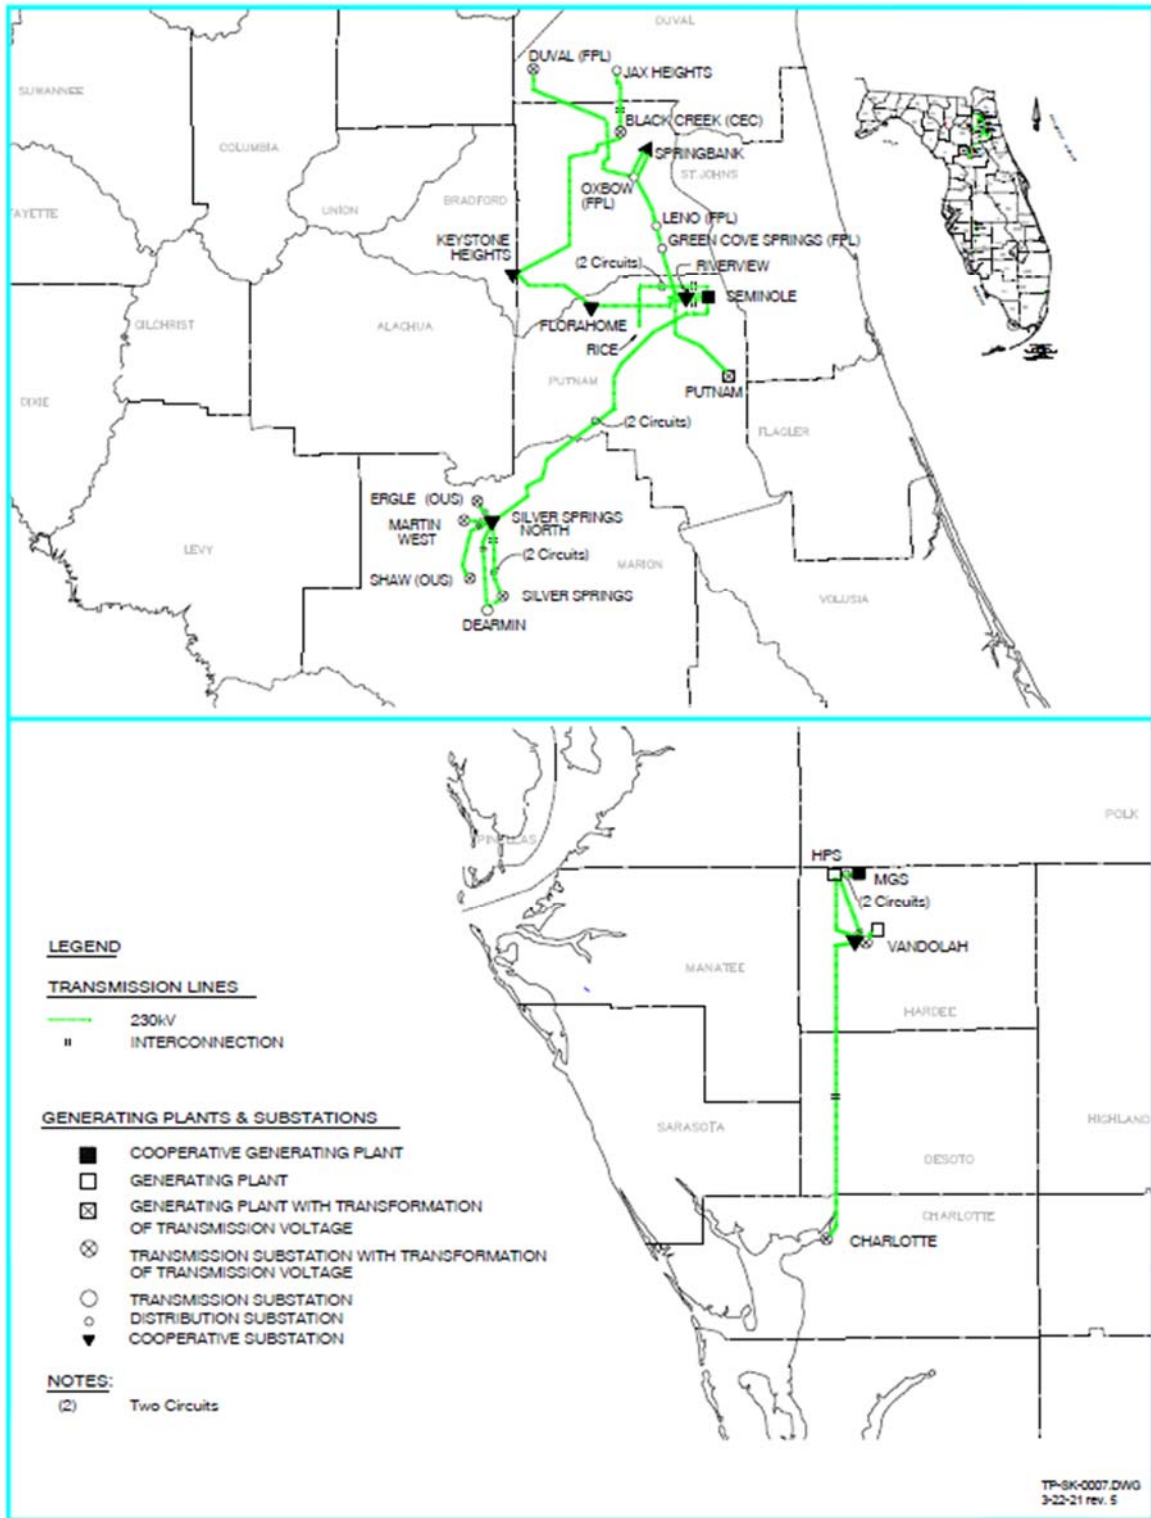 DUVAL
DUVAL (FPL)
JAX HEIGHTS
SUWANNEE
BLACK CREEK (CEC)
COLUMBIA
SPRINGBANK
ST JOHNS
OXBOW
(FPL)
BRADFORD
UNION
FAYETTE
LENO (FPL)
GREEN COVE SPRINGS (FPL)
KEYSTONE
HEIGHTS
(2 Circuits)
RIVERVIEW
SEMINOLE
GILCHRIST
ALACHUA
FLORAHOME
RICE
PUTNAM
PUTNAM
DIXIE
(2 Circuits)
FLAGLER
ERGLE (OUS)
MARTIN
WEST
SILVER SPRINGS
NORTH
LEVY
(2 Circuits)
MARION
SHAW (OUS)
SILVER SPRINGS
VOLUSIA
DEARMIN
POLK
PINELLAS
HPS
MGS
(2 Circuits)
VANDOLAH
MANATEE
HARDEE
SARASOTA
HIGHLAND
DESOTO
CHARLOTTE
CHARLOTTE
LEGEND
TRANSMISSION LINES
230kV
INTERCONNECTION
GENERATING PLANTS & SUBSTATIONS
COOPERATIVE GENERATING PLANT
GENERATING PLANT
GENERATING PLANT WITH TRANSFORMATION
OF TRANSMISSION VOLTAGE
TRANSMISSION SUBSTATION WITH TRANSFORMATION
OF TRANSMISSION VOLTAGE
TRANSMISSION SUBSTATION
DISTRIBUTION SUBSTATION
COOPERATIVE SUBSTATION
NOTES:
(2) Two Circuits
TP-SK-0007.DWG
3-22-21 rev. 5